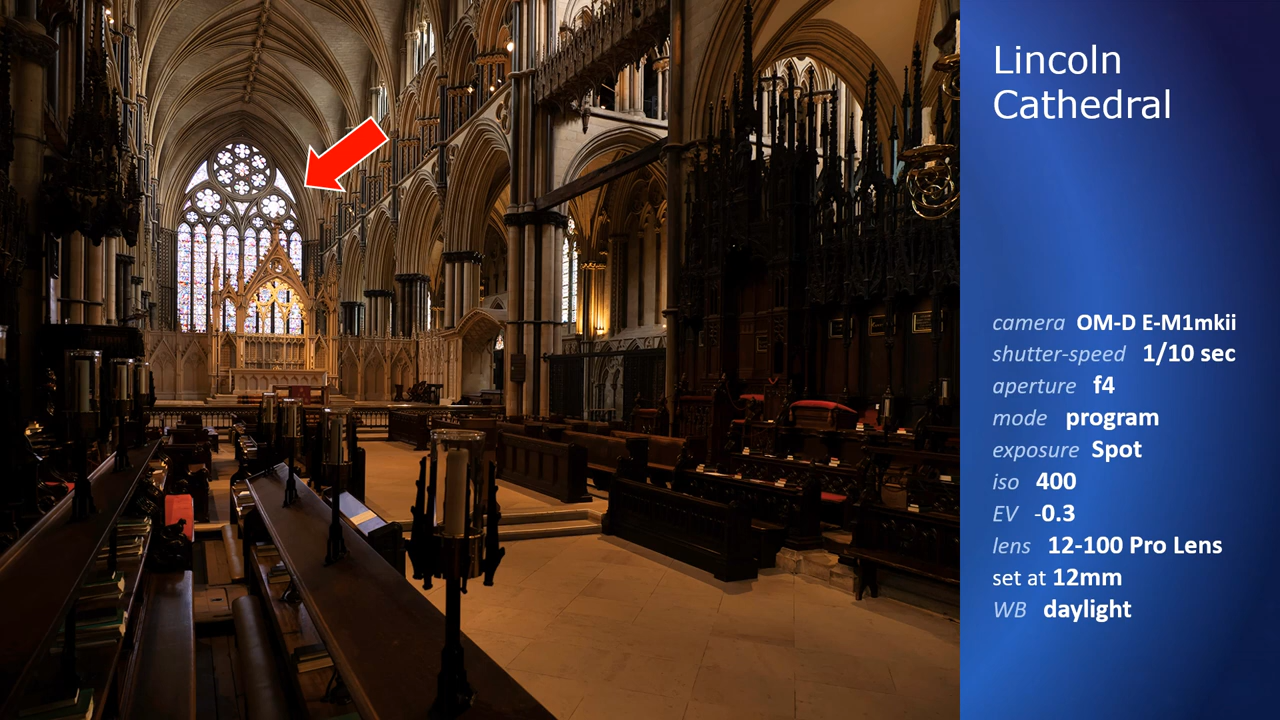 Lincoln
Cathedral
camera OM-D E-M1mkii
shutter-speed 1/10 sec
aperture f4
mode program
exposure Spot
iso 400
EV -0.3
lens 12-100 Pro Lens
set at 12mm
WB daylight